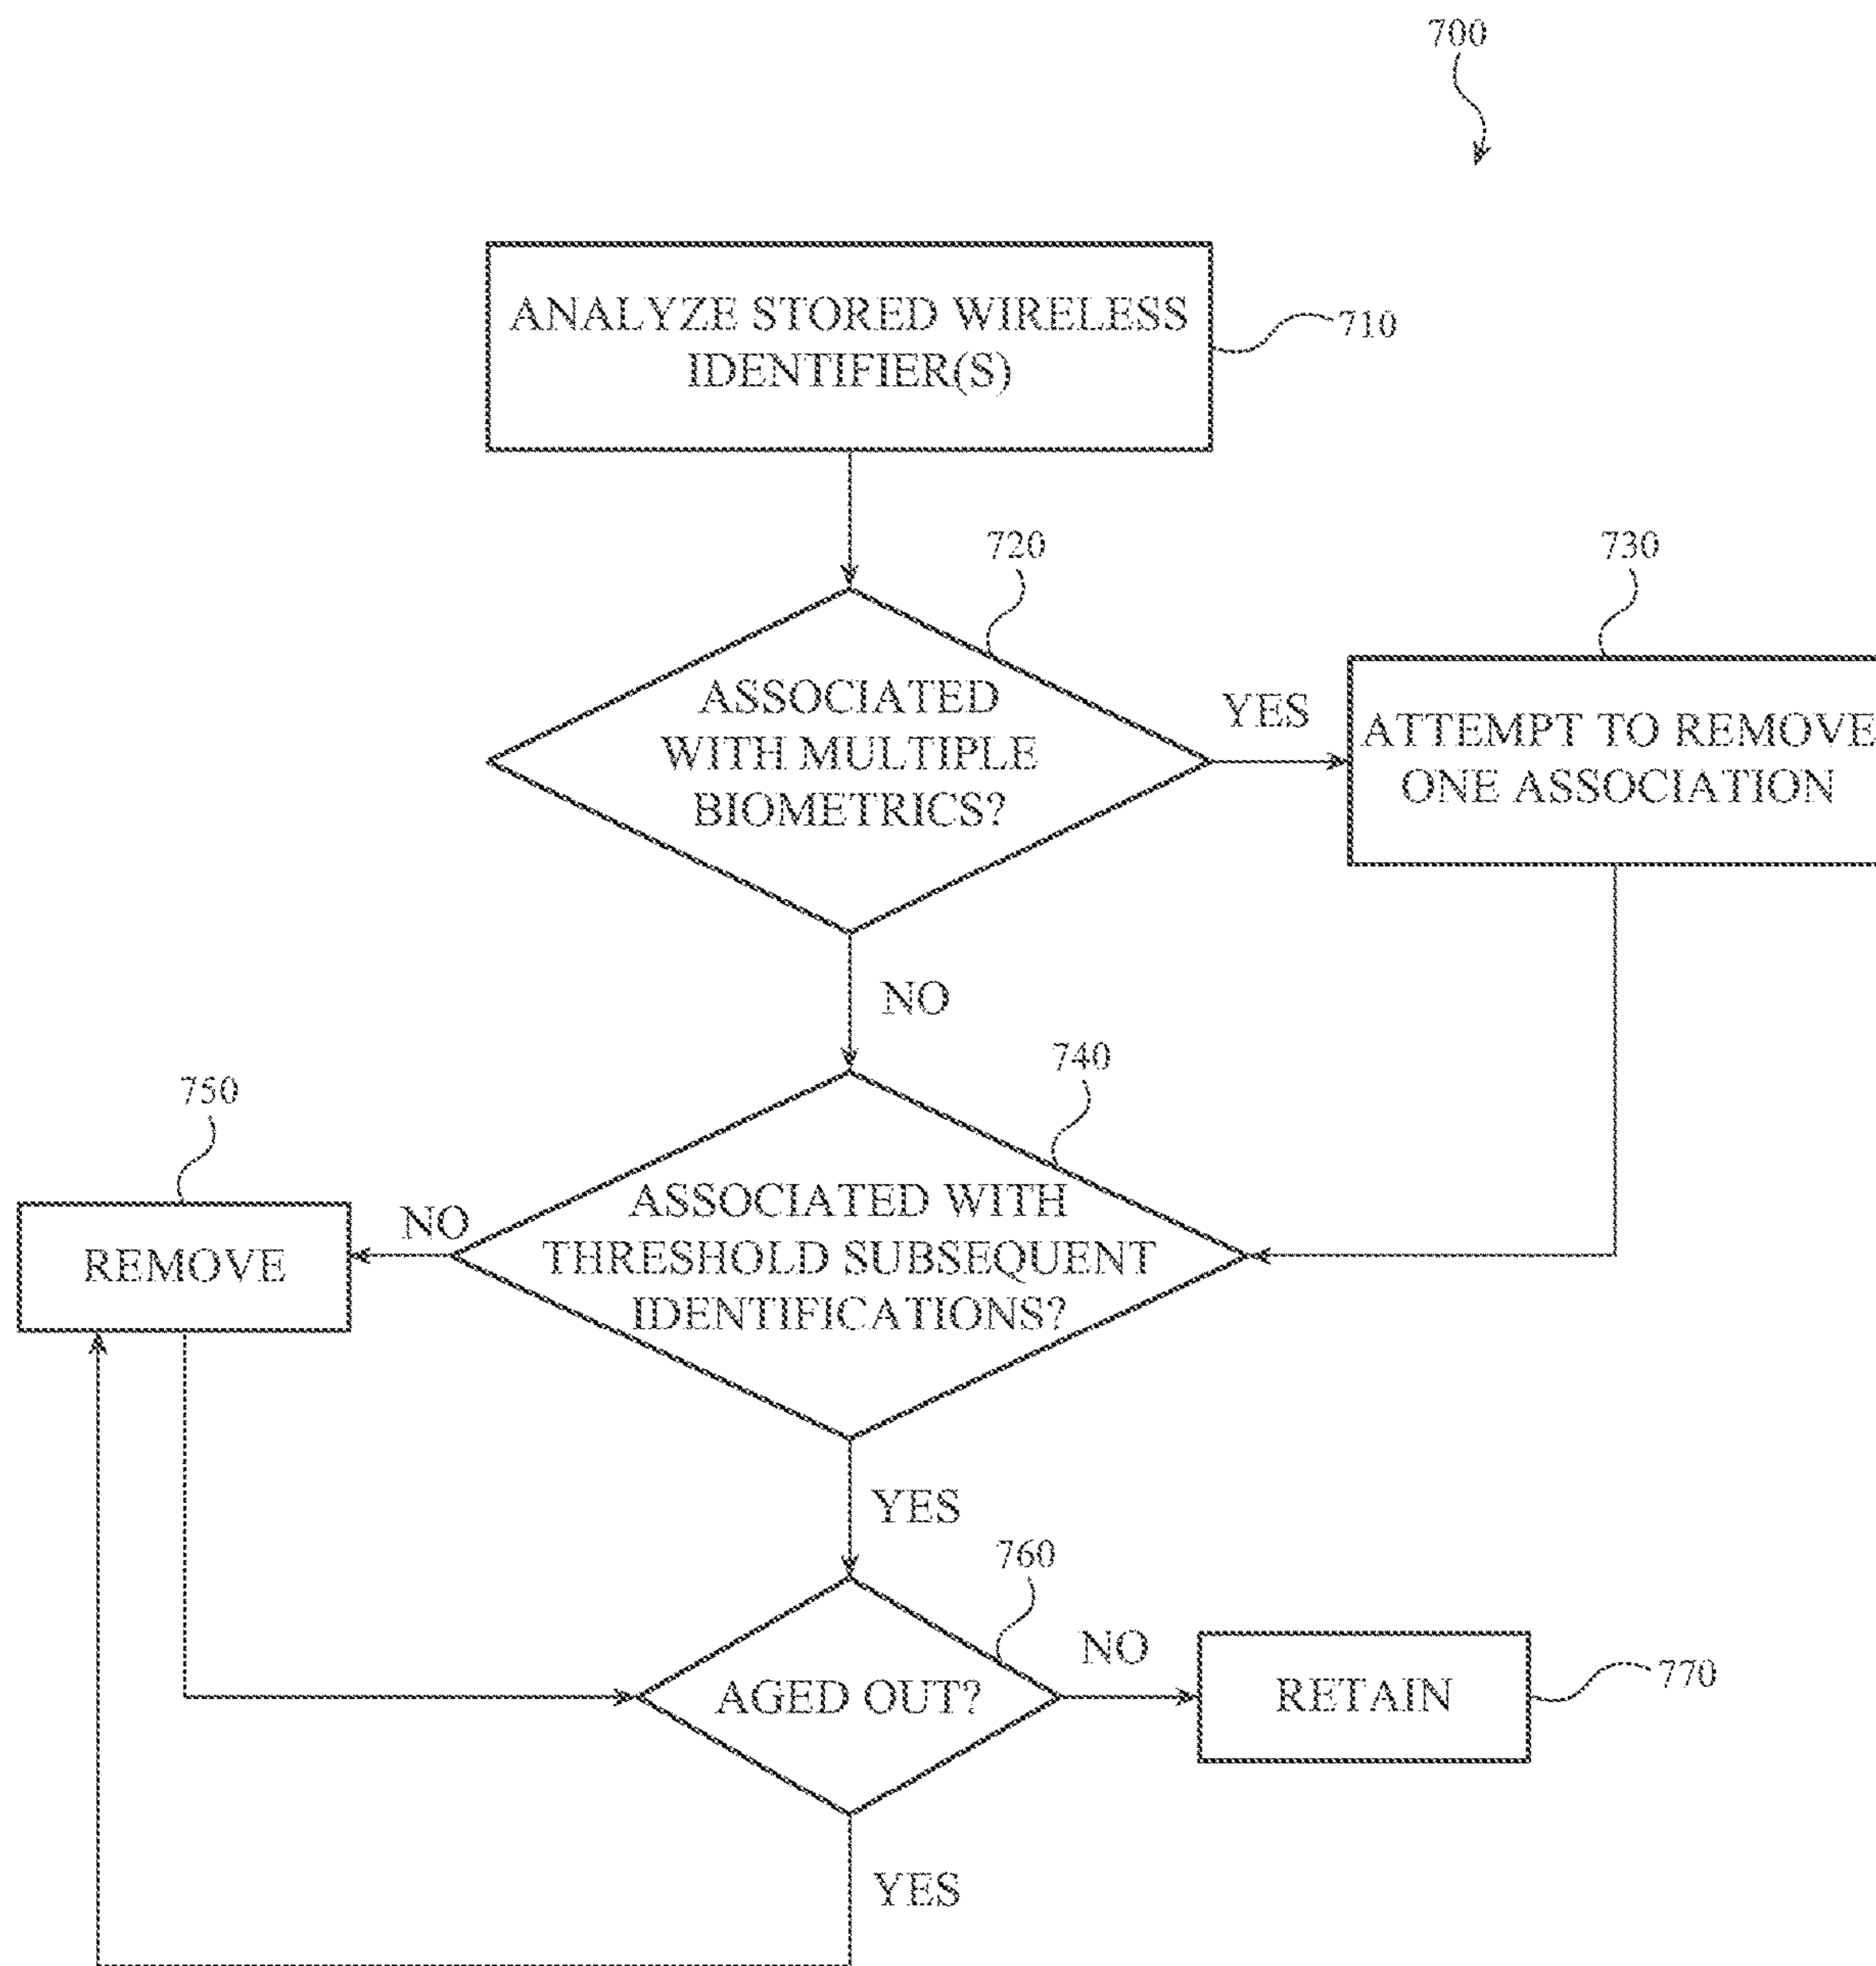 700
ANALYZE STORED WIRELESS
IDENTIFIER(S)
710
720
730
ASSOCIATED
WITH MULTIPLE
BIOMETRICS?
YES
ATTEMPT TO REMOVE
ONE ASSOCIATION
NO
740
750
ASSOCIATED WITH
THRESHOLD SUBSEQUENT
IDENTIFICATIONS?
NO
REMOVE
YES
760
AGED OUT?
NO
RETAIN
770
YES